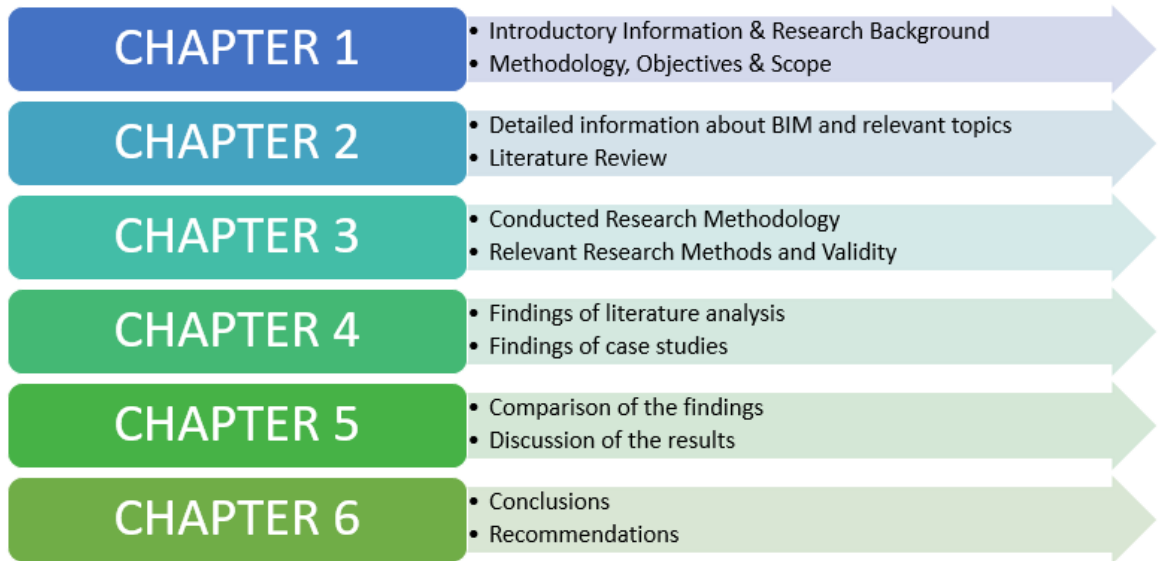 CHAPTER 1
• Introductory Information & Research Background
• Methodology, Objectives & Scope
CHAPTER 2
• Detailed information about BIM and relevant topics
• Literature Review
CHAPTER 3
• Conducted Research Methodology
• Relevant Research Methods and Validity
CHAPTER 4
• Findings of literature analysis
• Findings of case studies
CHAPTER 5
• Comparison of the findings
• Discussion of the results
CHAPTER 6
• Conclusions
• Recommendations